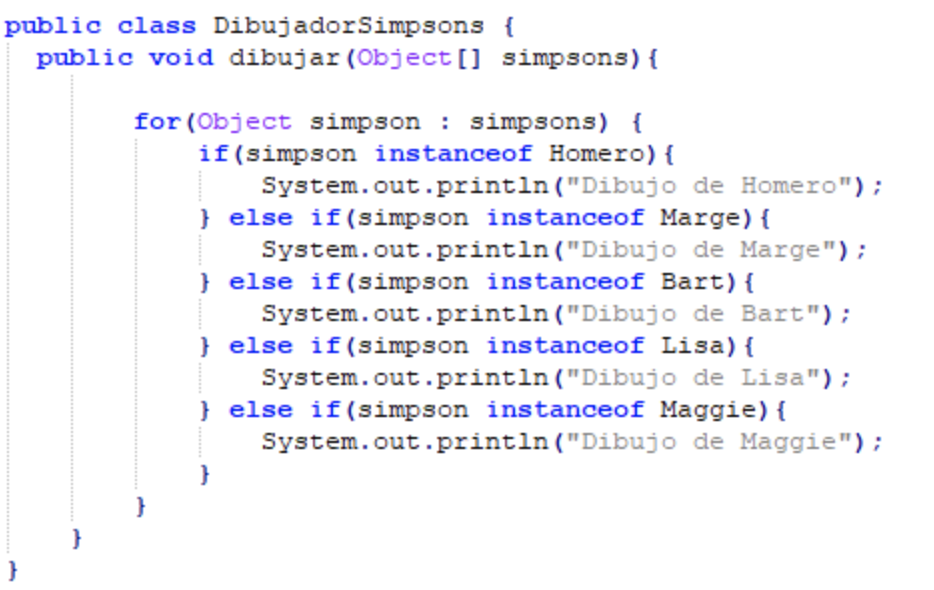 public class DibujadorSimpsons {
public void dibujar(Object[] simpsons){
for(Object simpson : simpsons) {
if(simpson instanceof Homero){
System.out.println("Dibujo de Homero");
} else if(simpson instanceof Marge){
System.out.println("Dibujo de Marge");
} else if(simpson instanceof Bart){
System.out.println("Dibujo de Bart");
} else if(simpson instanceof Lisa){
System.out.println("Dibujo de Lisa");
} else if(simpson instanceof Maggie){
System.out.println("Dibujo de Maggie");
}
}
}
}